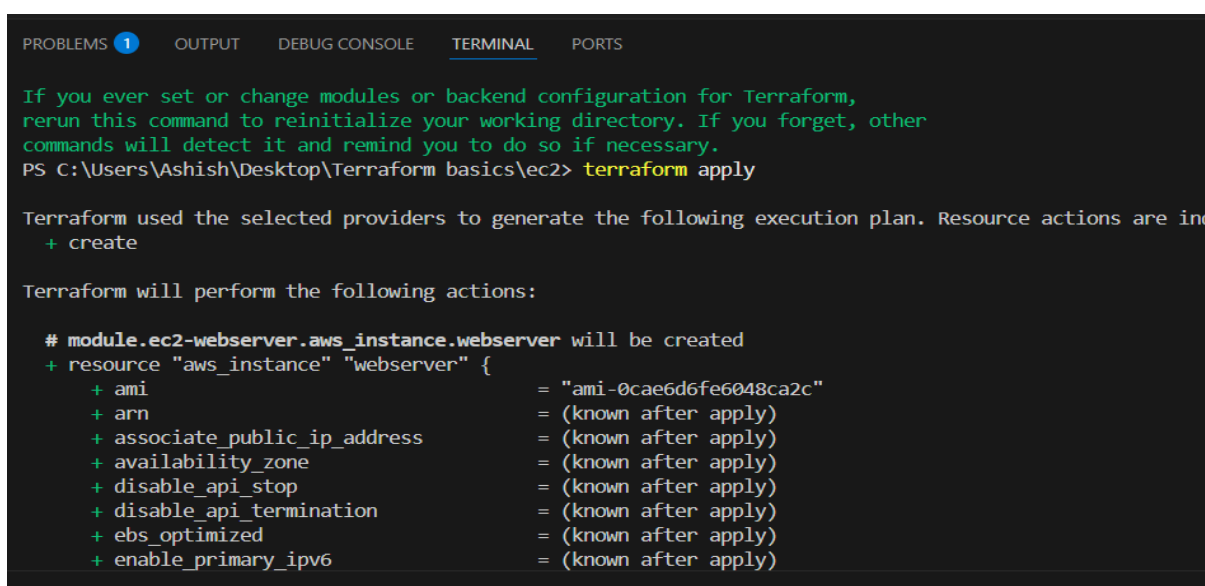 PROBLEMS 1 OUTPUT DEBUG CONSOLE TERMINAL PORTS
If you ever set or change modules or backend configuration for Terraform,
rerun this command to reinitialize your working directory. If you forget, other
commands will detect it and remind you to do so if necessary.
PS C:\Users\Ashish\Desktop\Terraform basics\ec2> terraform apply
Terraform used the selected providers to generate the following execution plan. Resource actions are
+ create
Terraform will perform the following actions:
# module.ec2-webserver.aws_instance.webserver will be created
+ resource "aws_instance" "webserver" {
+ ami = "ami-0cae6d6fe6048ca2c"
+ arn = (known after apply)
+ associate_public_ip_address = (known after apply)
+ availability_zone = (known after apply)
+ disable_api_stop = (known after apply)
+ disable_api_termination = (known after apply)
+ ebs_optimized = (known after apply)
+ enable_primary_ipv6 = (known after apply)